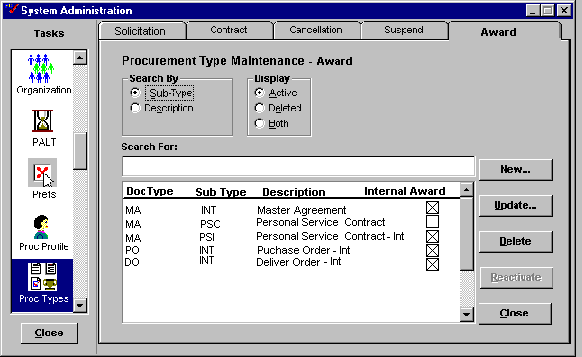 System Administration
Tasks
Organization
PALT
Prefs
Proc Profile
Proc Types
Close
Solicitation Contract Cancellation Suspend Award
Procurement Type Maintenance - Award
Search By
Sub-Type
Description
Display
Active
Deleted
Both
Search For:
DocType Sub Type Description Internal Award
MA INT Master Agreement
MA PSC Personal Service Contract
MA PSI Personal Service Contract - Int
PO INT Puchase Order - Int
DO INT Deliver Order - Int
New...
Update...
Delete
Reactivate
Close